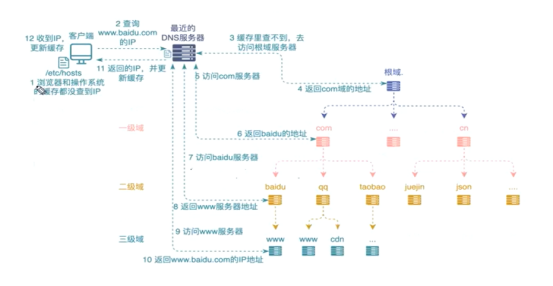 12 收到IP,
更新缓存
客户端
2 查询
www.baidu.com
的IP
最近的
DNS服务器
3 缓存里查不到,去
访问根域服务器
/etc/hosts
11 返回的IP,并更
新缓存
1 浏览器和操作系统
的缓存都没查到IP
5 访问com服务器
4 返回com域的地址
根域.
一级域
6 返回baidu的地址
com
....
cn
7 访问baidu服务器
二级域
baidu
qq
taobao
juejin
json
....
8 返回www服务器地址
9 访问www服务器
三级域
www
www
cdn
...
10 返回www.baidu.com的IP地址